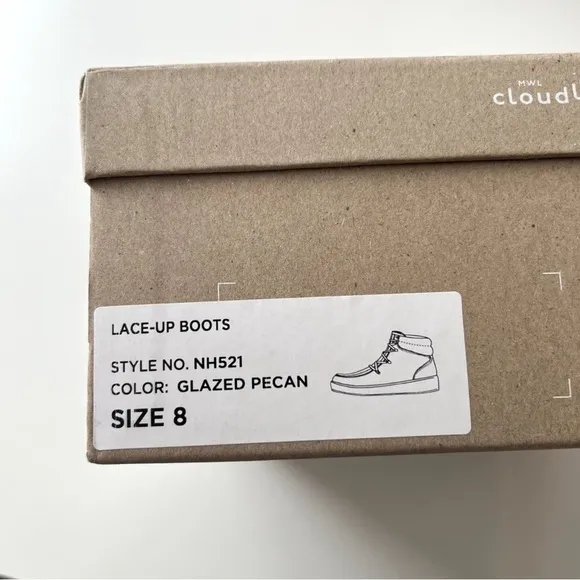 MWL
LACE-UP BOOTS
STYLE NO. NH521
COLOR: GLAZED PECAN
SIZE 8